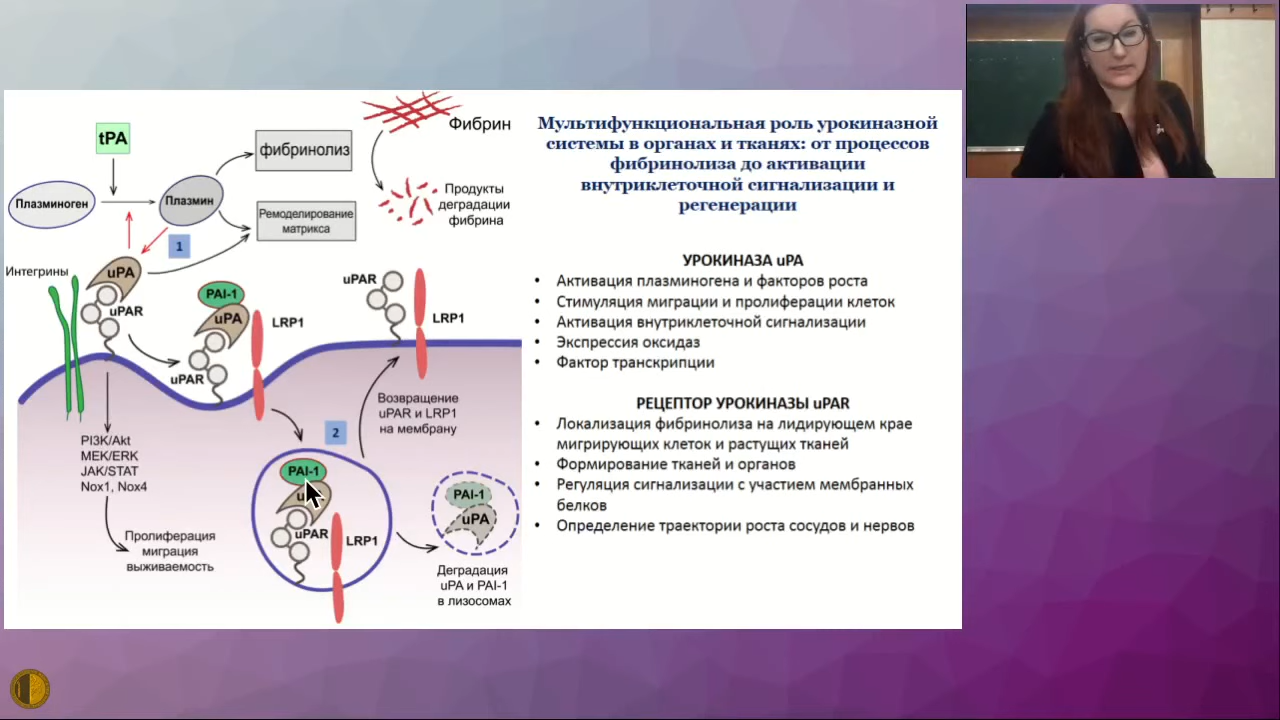 Мультифункциональная роль урокиназной
системы в органах и тканях: от процессов
фибринолиза до активации
внутриклеточной сигнализации и
регенерации
tPA
Плазминоген
Плазмин
фибринолиз
Ремоделирование
матрикса
Фибрин
Продукты
деградации
фибрина
1
Интегрины
uPA
uPAR
PAI-1
uPA
uPAR
LRP1
uPAR
LRP1
PI3K/Akt
MEK/ERK
JAK/STAT
Nox1, Nox4
Пролиферация
миграция
выживаемость
2
Возвращение
uPAR и LRP1
на мембрану
PAI-1
uPAR
LRP1
PAI-1
uPA
Деградация
uPA и PAI-1
в лизосомах
УРОКИНАЗА uPA
• Активация плазминогена и факторов роста
• Стимуляция миграции и пролиферации клеток
• Активация внутриклеточной сигнализации
• Экспрессия оксидаз
• Фактор транскрипции
РЕЦЕПТОР УРОКИНАЗЫ uPAR
• Локализация фибринолиза на лидирующем крае
мигрирующих клеток и растущих тканей
• Формирование тканей и органов
• Регуляция сигнализации с участием мембранных
белков
• Определение траектории роста сосудов и нервов